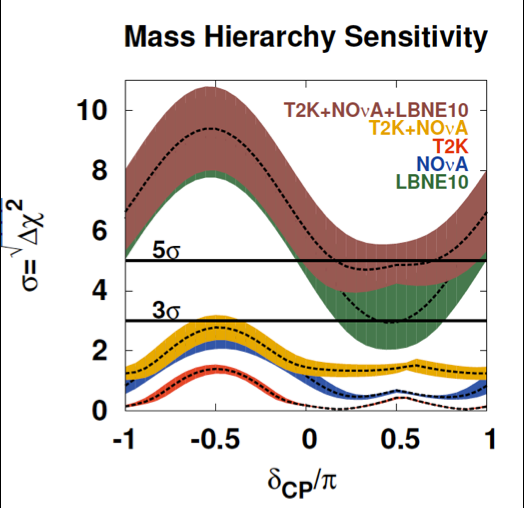 Mass Hierarchy Sensitivity
T2K+NOνA+LBNE10
T2K+NOνA
T2K
NOνA
LBNE10
10
8
6
4
2
0
5σ
3σ
σ= √Δχ²
-1
-0.5
0
0.5
1
δCP/π